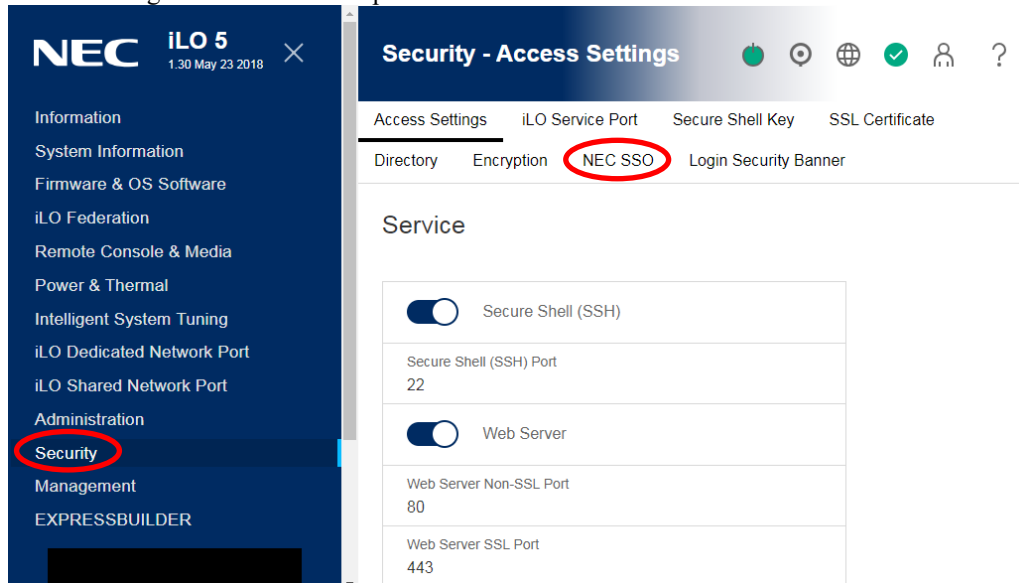 NEC iLO 5
1.30 May 23 2018
Information
System Information
Firmware & OS Software
iLO Federation
Remote Console & Media
Power & Thermal
Intelligent System Tuning
iLO Dedicated Network Port
iLO Shared Network Port
Administration
Security
Management
EXPRESSBUILDER
Security - Access Settings ?
Access Settings iLO Service Port Secure Shell Key SSL Certificate
Directory Encryption NEC SSO Login Security Banner
Service
Secure Shell (SSH)
Secure Shell (SSH) Port
22
Web Server
Web Server Non-SSL Port
80
Web Server SSL Port
443